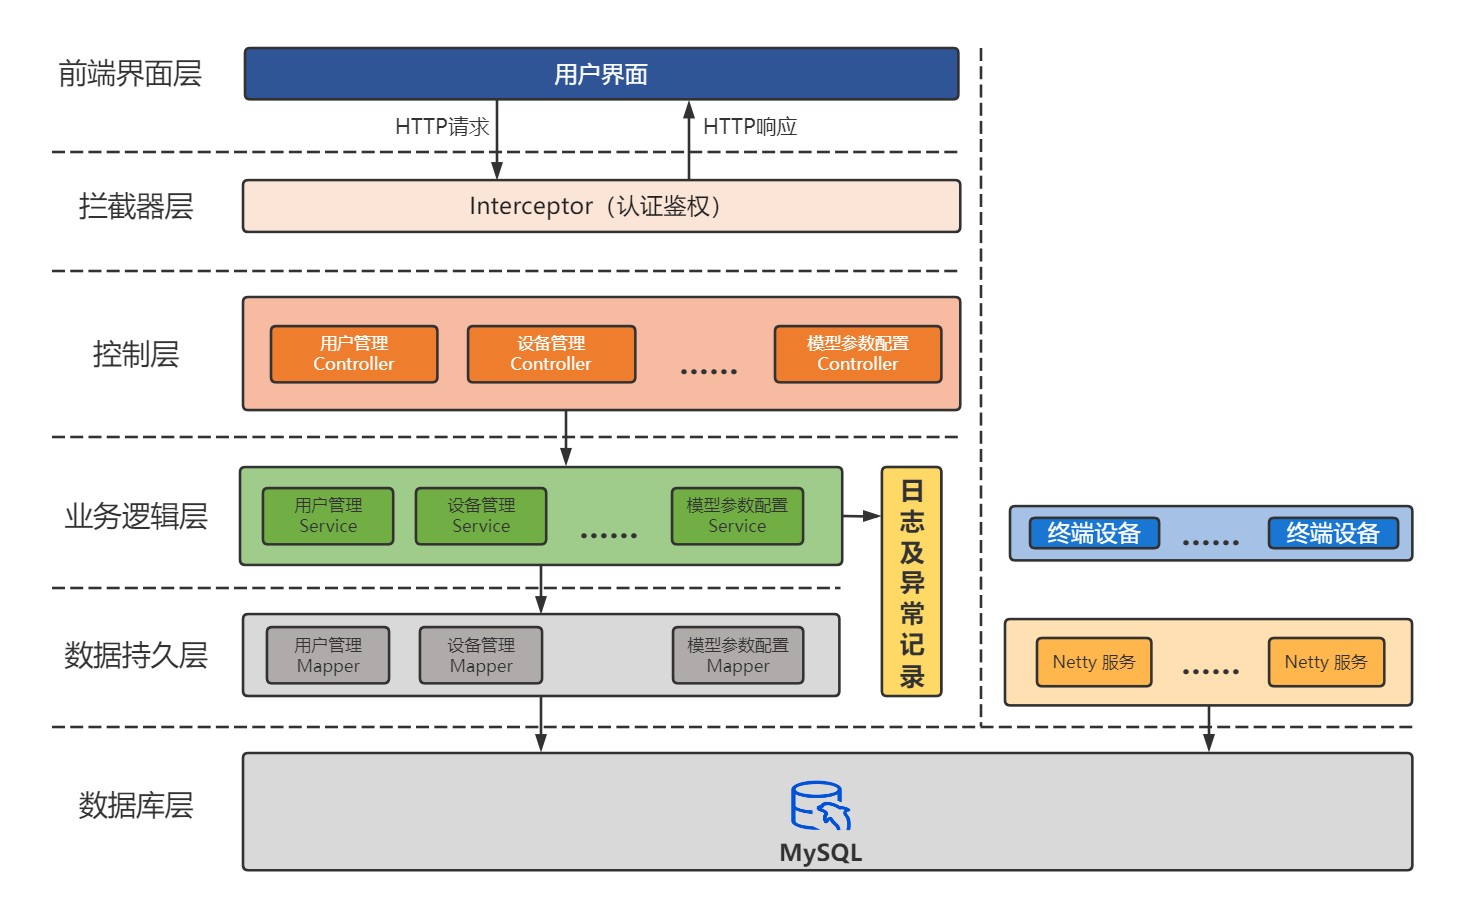 前端界面层
用户界面
HTTP请求
HTTP响应
拦截器层
Interceptor（认证鉴权）
控制层
用户管理
Controller
设备管理
Controller
......
模型参数配置
Controller
业务逻辑层
用户管理
Service
设备管理
Service
......
模型参数配置
Service
日志及异常记录
终端设备
......
终端设备
数据持久层
用户管理
Mapper
设备管理
Mapper
模型参数配置
Mapper
Netty 服务
......
Netty 服务
数据库层
MySQL